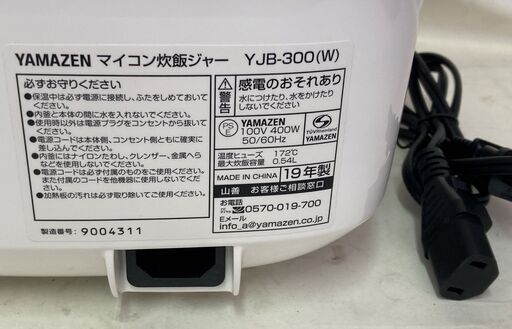 YAMAZEN マイコン炊飯ジャー YJB-300(W)
必ずお守りください
●保温中は必ず電源に接続し、ふたをしめておいてください。
●内釜と本体の間に水を入れないでください。
●使用時以外は電源プラグをコンセントから抜いてください。
●電源コードは本体側、コンセント側ともに確実に差し込んでください。
●内釜にはナイロンたわし、クレンザー、金属へらなどを使用しないでください。
●電源コードは必ず付属のものをご使用ください。また付属のコードを他機器に使用しないでください。
●加熱板の汚れは必ず取り除いてご使用ください。
製造番号: 9004311
警告
感電のおそれあり
水につけたり、水をかけたりしないでください。
PS E
YAMAZEN
100V 400W
50/60Hz
TÜVRheinland
YAMAZEN
温度ヒューズ 172℃
最大炊飯容量 0.54L
MADE IN CHINA
19年製
山善 お客様ご相談窓口
お電話
0570-019-700
Eメール
info_a@yamazen.co.jp